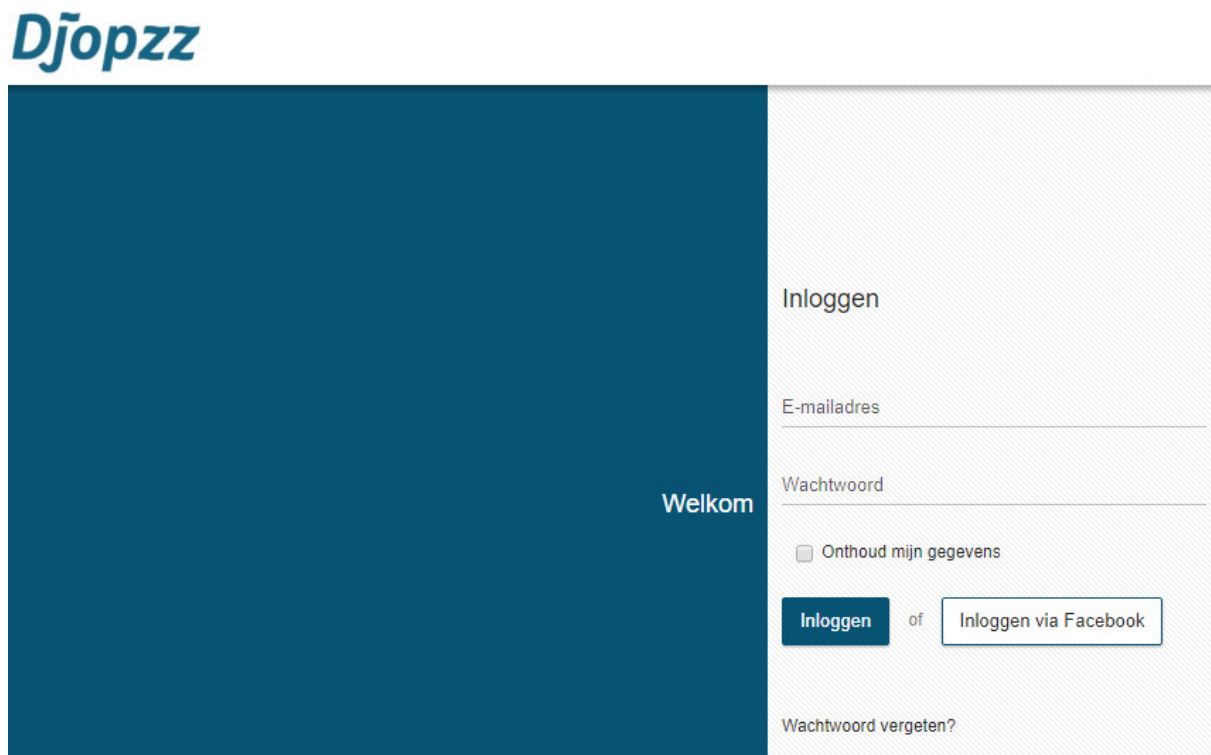 Djopzz
Inloggen
E-mailadres
Wachtwoord
Welkom
Onthoud mijn gegevens
Inloggen of Inloggen via Facebook
Wachtwoord vergeten?